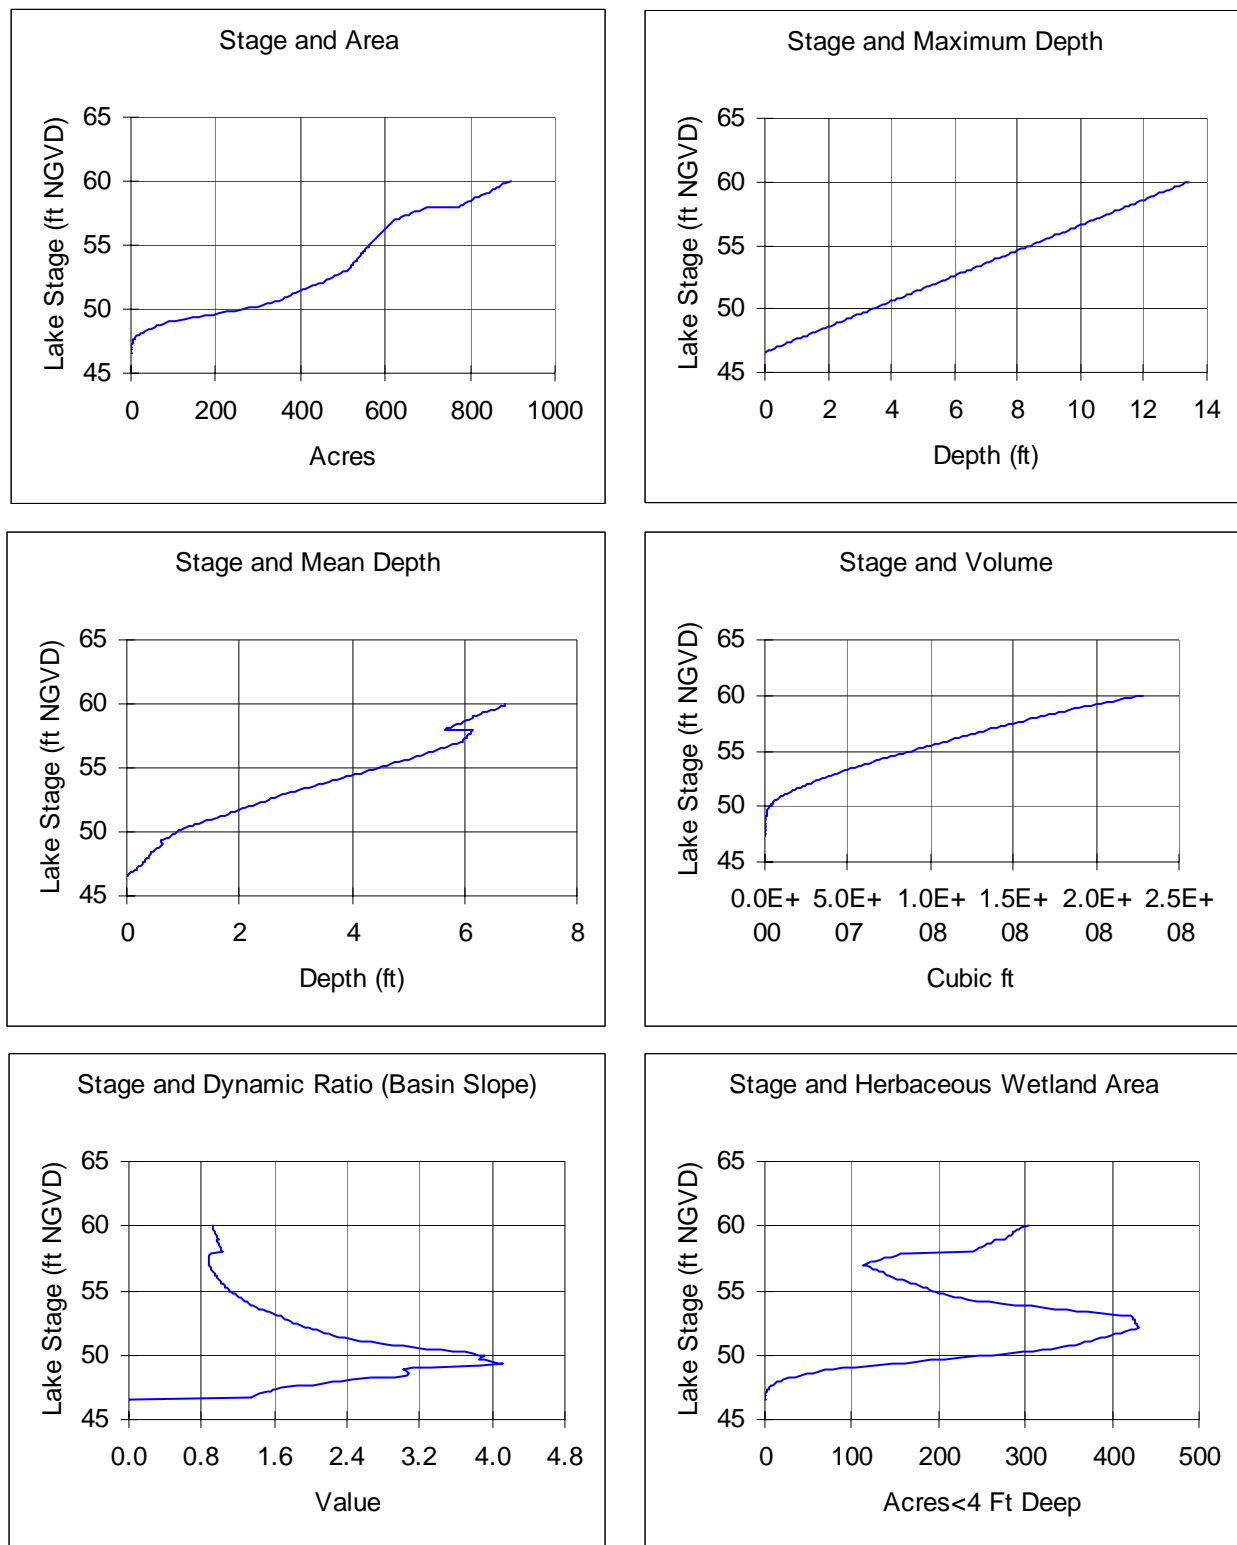 Stage and Area
Lake Stage (ft NGVD)
65
60
55
50
45
0 200 400 600 800 1000
Acres
Stage and Maximum Depth
Lake Stage (ft NGVD)
65
60
55
50
45
0 2 4 6 8 10 12 14
Depth (ft)
Stage and Mean Depth
Lake Stage (ft NGVD)
65
60
55
50
45
0 2 4 6 8
Depth (ft)
Stage and Volume
Lake Stage (ft NGVD)
65
60
55
50
45
0.0E+ 5.0E+ 1.0E+ 1.5E+ 2.0E+ 2.5E+
00 07 08 08 08 08
Cubic ft
Stage and Dynamic Ratio (Basin Slope)
Lake Stage (ft NGVD)
65
60
55
50
45
0.0 0.8 1.6 2.4 3.2 4.0 4.8
Value
Stage and Herbaceous Wetland Area
Lake Stage (ft NGVD)
65
60
55
50
45
0 100 200 300 400 500
Acres<4 Ft Deep